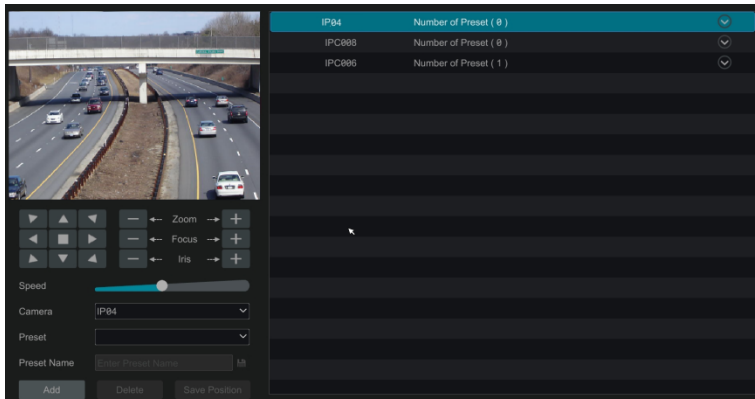 IP04 Number of Preset ( 0 )
IPC008 Number of Preset ( 0 )
IPC006 Number of Preset ( 1 )
Zoom
Focus
Iris
Speed
Camera IP04
Preset
Preset Name Enter Preset Name
Add Delete Save Position